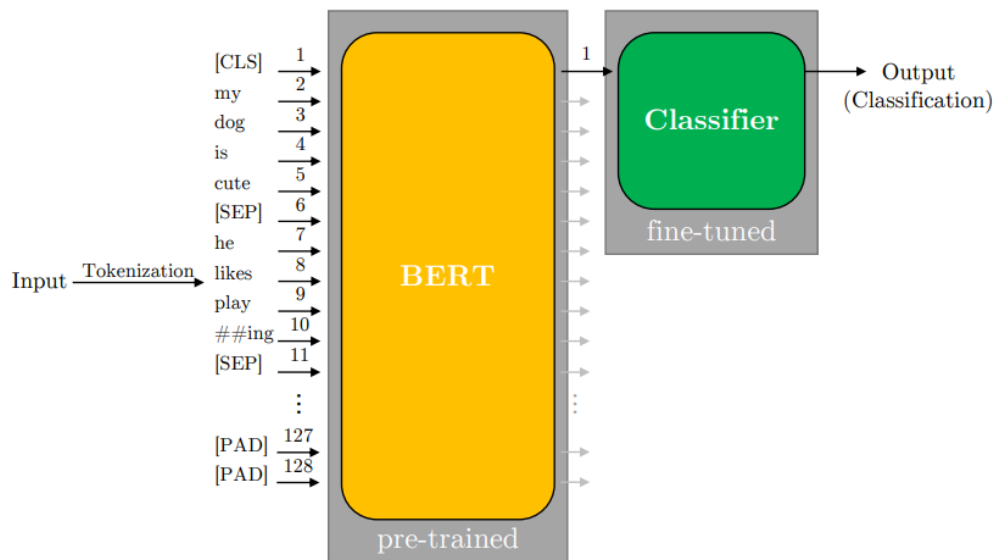 [CLS] 1
my 2
dog 3
is 4
cute 5
[SEP] 6
he 7
Input Tokenization likes 8
play 9
##ing 10
[SEP] 11
⋮ ⋮
[PAD] 127
[PAD] 128
BERT
pre-trained
1
Classifier
fine-tuned
Output
(Classification)